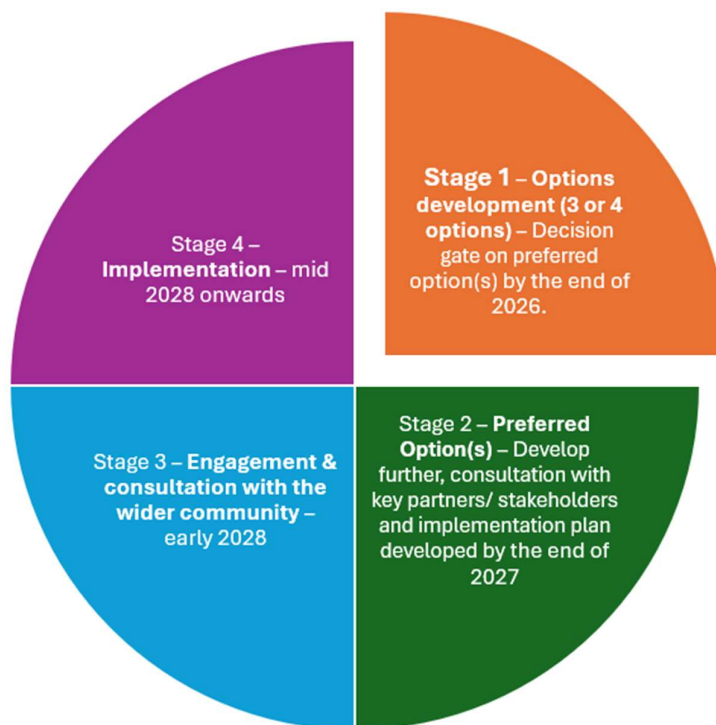 Stage 1 – Options
development (3 or 4
options) – Decision
gate on preferred
option(s) by the end of
2026.
Stage 2 – Preferred
Option(s) – Develop
further, consultation with
key partners/ stakeholders
and implementation plan
developed by the end of
2027
Stage 3 – Engagement &
consultation with the
wider community –
early 2028
Stage 4 –
Implementation – mid
2028 onwards